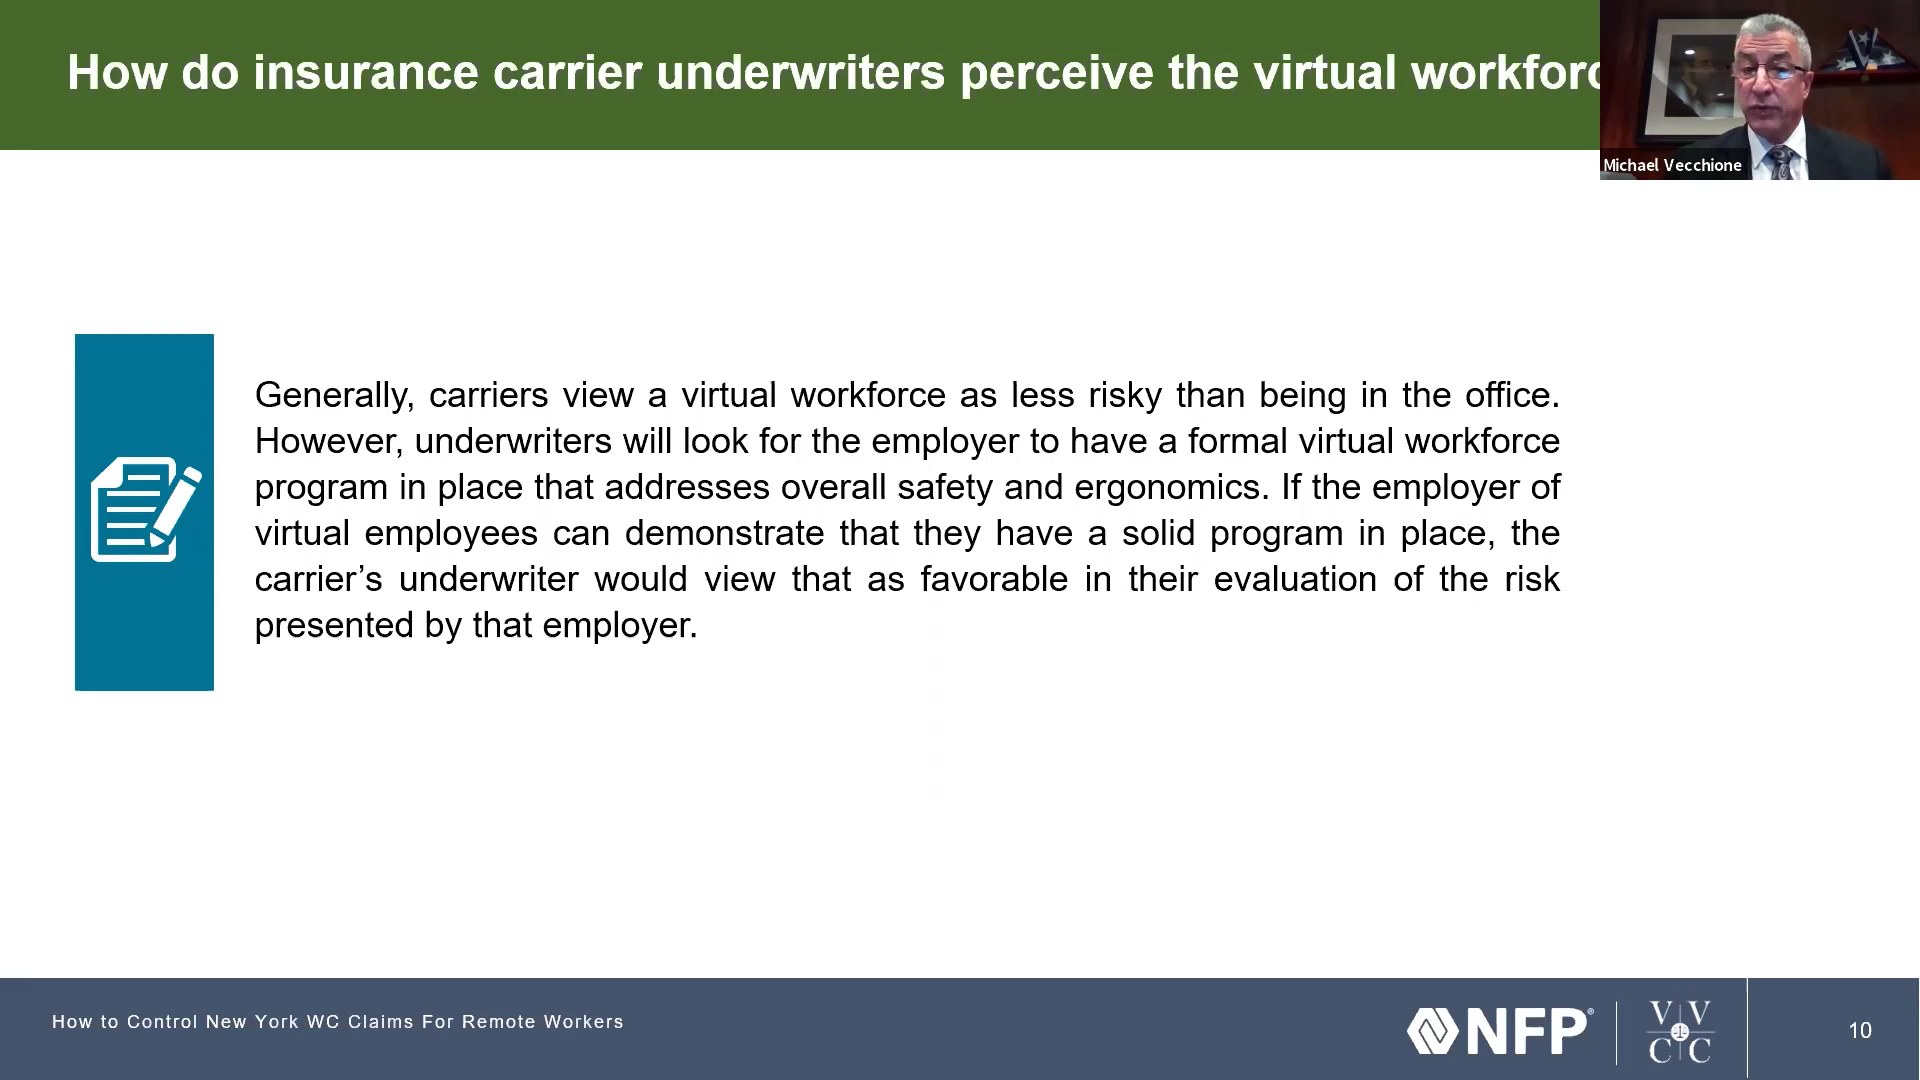 How do insurance carrier underwriters perceive the virtual workforc
Michael Vecchione
Generally, carriers view a virtual workforce as less risky than being in the office.
However, underwriters will look for the employer to have a formal virtual workforce
program in place that addresses overall safety and ergonomics. If the employer of
virtual employees can demonstrate that they have a solid program in place, the
carrier’s underwriter would view that as favorable in their evaluation of the risk
presented by that employer.
How to Control New York WC Claims For Remote Workers
NFP®
V V
C C
10